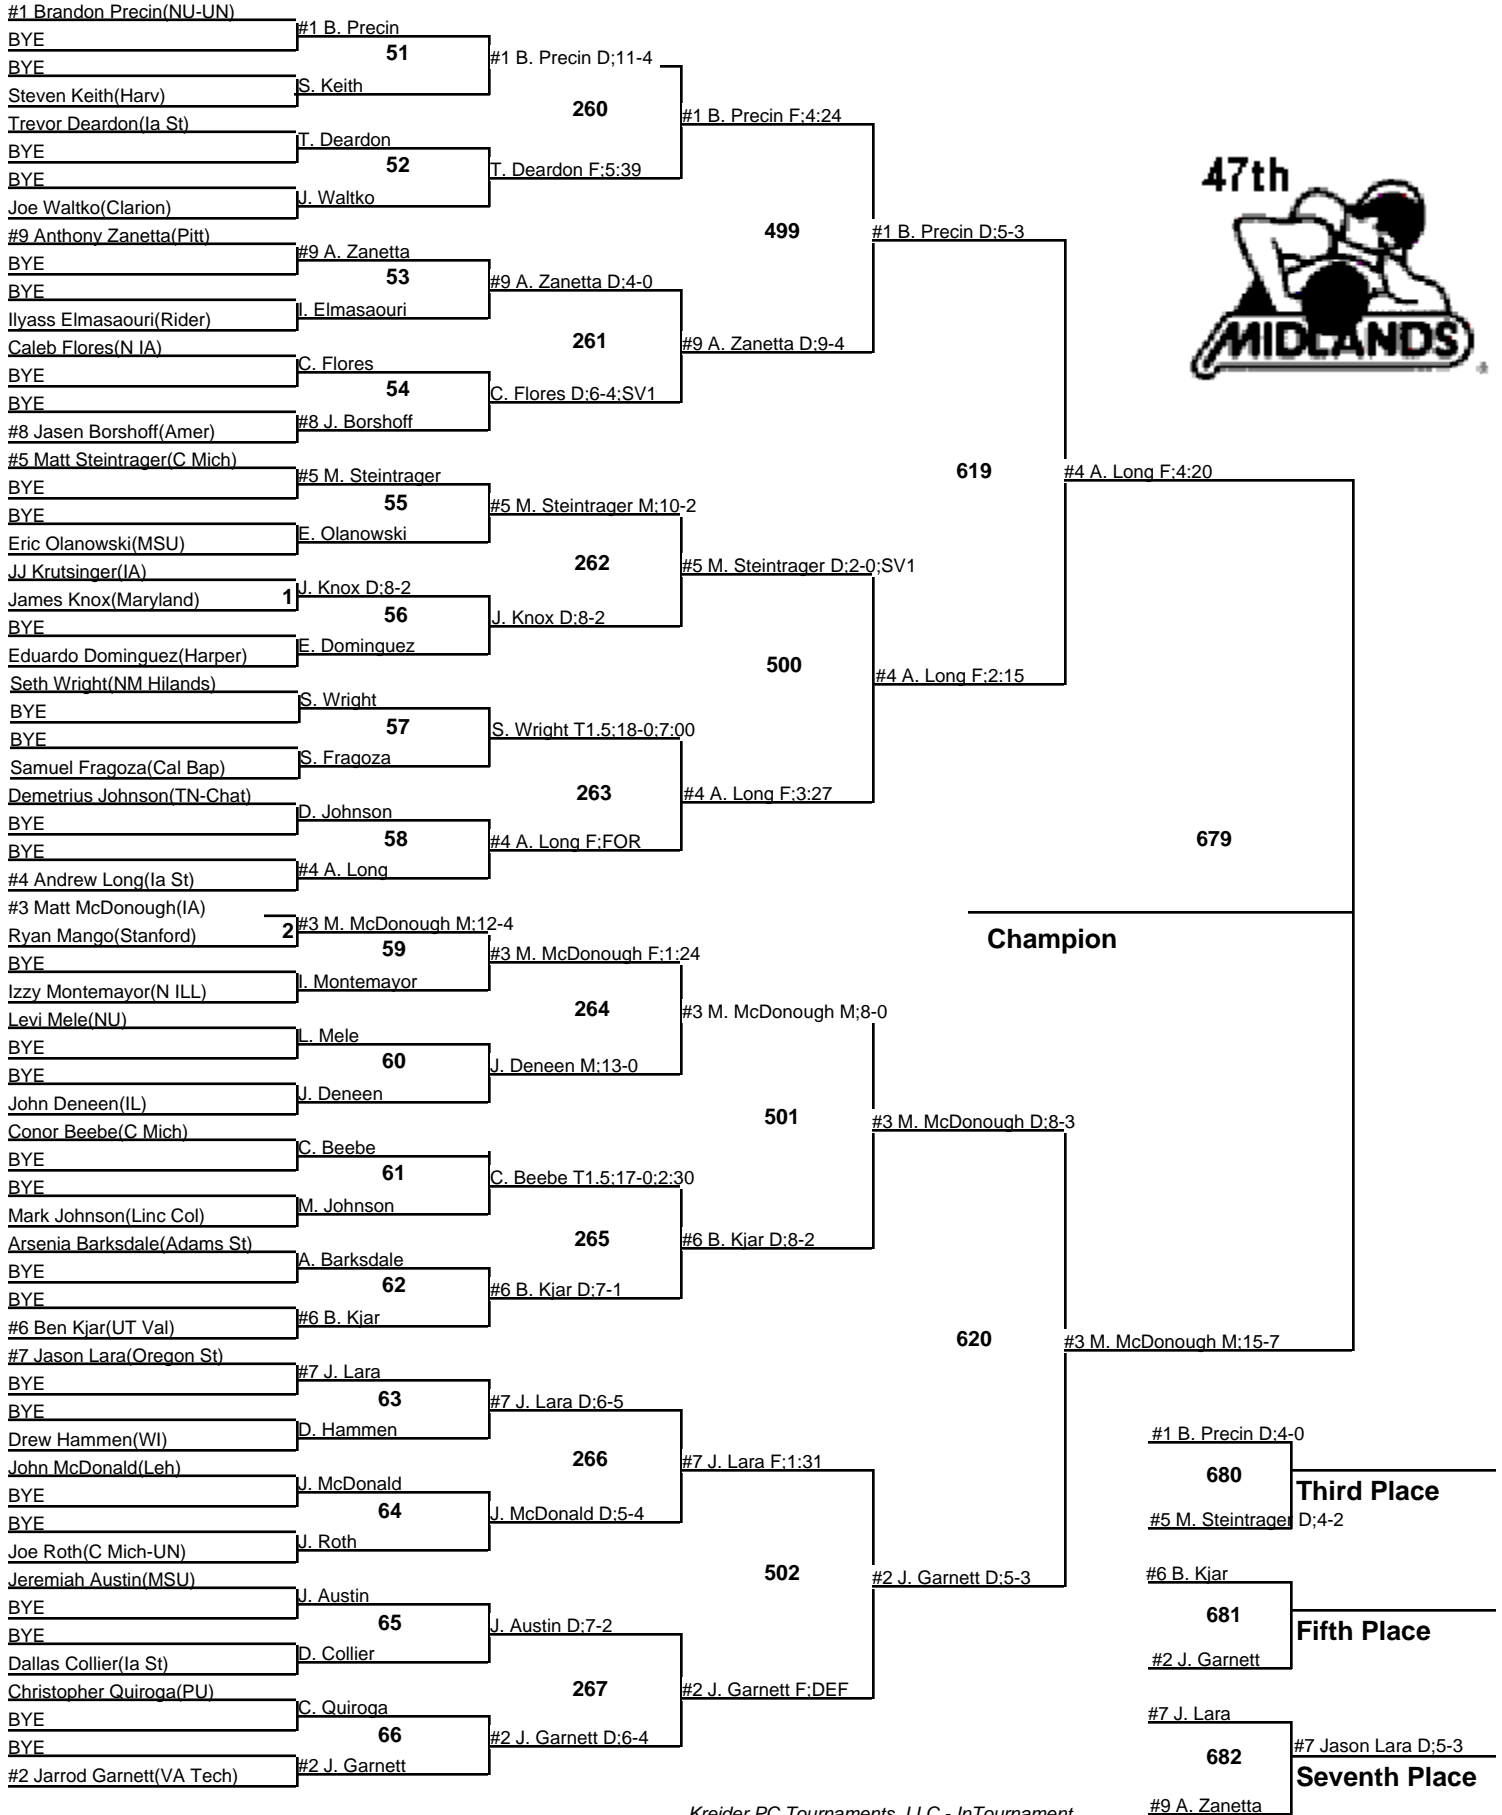 #1 Brandon Precin(NU-UN)
BYE
BYE
Steven Keith(Harv)
Trevor Deardon(Ia St)
BYE
BYE
Joe Waltko(Clarion)
#9 Anthony Zanetta(Pitt)
BYE
BYE
Ilyass Elmasaouri(Rider)
Caleb Flores(N IA)
BYE
BYE
#8 Jasen Borshoff(Amer)
#5 Matt Steintrager(C Mich)
BYE
BYE
Eric Olanowski(MSU)
JJ Krutsinger(IA)
James Knox(Maryland)
BYE
Eduardo Dominguez(Harper)
Seth Wright(NM Hilands)
BYE
BYE
Samuel Fragoza(Cal Bap)
Demetrius Johnson(TN-Chat)
BYE
BYE
#4 Andrew Long(Ia St)
#3 Matt McDonough(IA)
Ryan Mango(Stanford)
BYE
Izzy Montemayor(N ILL)
Levi Mele(NU)
BYE
BYE
John Deneen(IL)
Conor Beebe(C Mich)
BYE
BYE
Mark Johnson(Linc Col)
Arsenia Barksdale(Adams St)
BYE
BYE
#6 Ben Kjar(UT Val)
#7 Jason Lara(Oregon St)
BYE
BYE
Drew Hammen(WI)
John McDonald(Leh)
BYE
BYE
Joe Roth(C Mich-UN)
Jeremiah Austin(MSU)
BYE
BYE
Dallas Collier(Ia St)
Christopher Quiroga(PU)
BYE
BYE
#2 Jarrod Garnett(VA Tech)
1
2
#1 B. Precin
51
S. Keith
T. Deardon
52
J. Waltko
#9 A. Zanetta
53
I. Elmasaouri
C. Flores
54
#8 J. Borshoff
#5 M. Steintrager
55
E. Olanowski
J. Knox D;8-2
56
E. Dominguez
S. Wright
57
S. Fragoza
D. Johnson
58
#4 A. Long
#3 M. McDonough M;12-4
59
I. Montemayor
L. Mele
60
J. Deneen
C. Beebe
61
M. Johnson
A. Barksdale
62
#6 B. Kjar
#7 J. Lara
63
D. Hammen
J. McDonald
64
J. Roth
J. Austin
65
D. Collier
C. Quiroga
66
#2 J. Garnett
#1 B. Precin D;11-4
260
T. Deardon F;5:39
#9 A. Zanetta D;4-0
261
C. Flores D;6-4;SV1
#5 M. Steintrager M;10-2
262
J. Knox D;8-2
S. Wright T1.5;18-0;7:00
263
#4 A. Long F;FOR
#3 M. McDonough F;1:24
264
J. Deneen M;13-0
C. Beebe T1.5;17-0;2:30
265
#6 B. Kjar D;7-1
#7 J. Lara D;6-5
266
J. McDonald D;5-4
J. Austin D;7-2
267
#2 J. Garnett D;6-4
#1 B. Precin F;4:24
499
#9 A. Zanetta D;9-4
#5 M. Steintrager D;2-0;SV1
500
#4 A. Long F;3:27
#3 M. McDonough M;8-0
501
#6 B. Kjar D;8-2
#7 J. Lara F;1:31
502
#2 J. Garnett F;DEF
#1 B. Precin D;5-3
619
#4 A. Long F;2:15
#3 M. McDonough D;8-3
620
#2 J. Garnett D;5-3
#4 A. Long F;4:20
679
#3 M. McDonough M;15-7
Champion
47th
MIDLANDS
#1 B. Precin D;4-0
680
Third Place
#5 M. Steintrager D;4-2
#6 B. Kjar
681
Fifth Place
#2 J. Garnett
#7 J. Lara
682
#7 Jason Lara D;5-3
Seventh Place
#9 A. Zanetta
Kreider PC Tournaments, LLC - InTournament